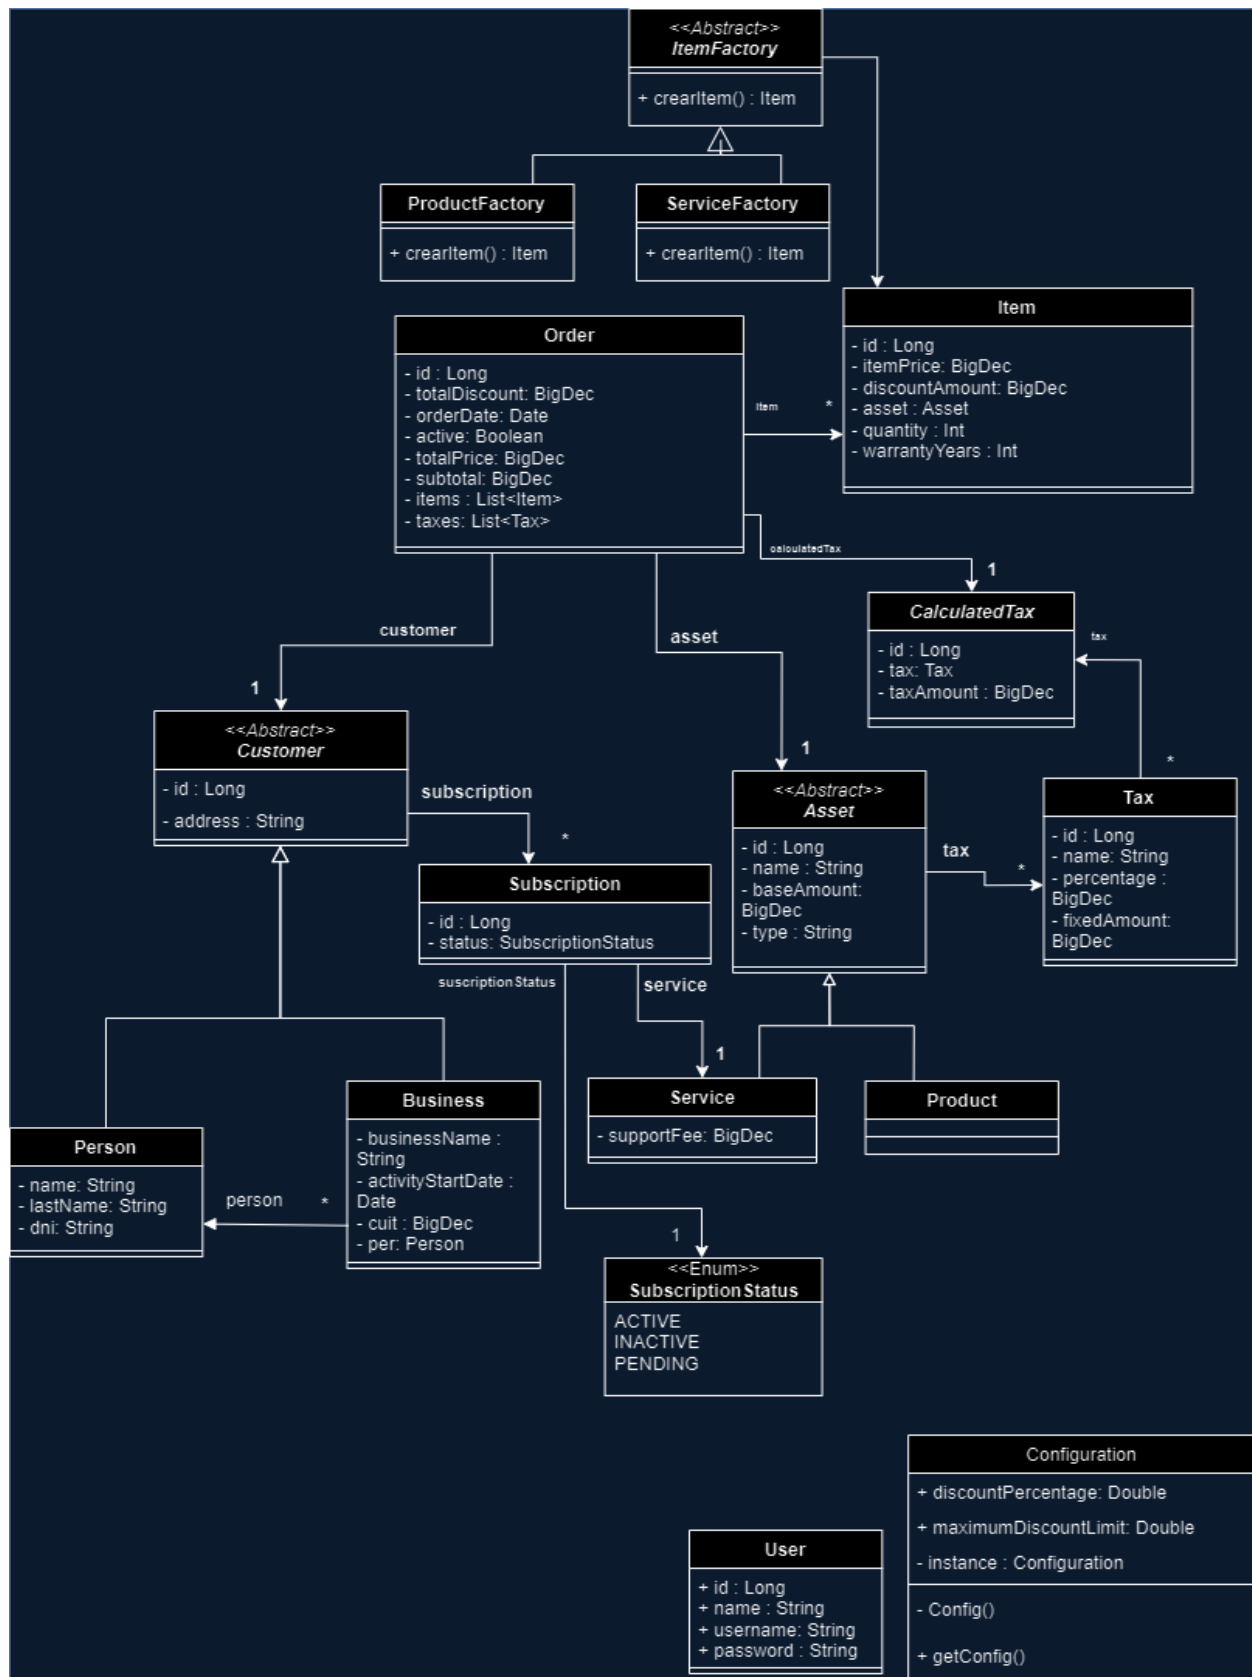 <<Abstract>>
ItemFactory
+ crearItem() : Item
ProductFactory
+ crearItem() : Item
ServiceFactory
+ crearItem() : Item
Item
- id : Long
- itemPrice: BigDec
- discountAmount: BigDec
- asset : Asset
- quantity : Int
- warrantyYears : Int
Order
- id : Long
- totalDiscount: BigDec
- orderDate: Date
- active: Boolean
- totalPrice: BigDec
- subtotal: BigDec
- items : List<Item>
- taxes: List<Tax>
Item
*
calculatedTax
1
CalculatedTax
- id : Long
- tax: Tax
- taxAmount : BigDec
tax
*
customer
1
asset
1
<<Abstract>>
Customer
- id : Long
- address : String
subscription
*
Subscription
- id : Long
- status: SubscriptionStatus
<<Abstract>>
Asset
- id : Long
- name : String
- baseAmount:
BigDec
- type : String
tax
*
Tax
- id : Long
- name: String
- percentage :
BigDec
- fixedAmount:
BigDec
suscriptionStatus
service
1
Service
- supportFee: BigDec
Product
Person
- name: String
- lastName: String
- dni: String
person
*
Business
- businessName :
String
- activityStartDate :
Date
- cuit : BigDec
- per: Person
1
<<Enum>>
SubscriptionStatus
ACTIVE
INACTIVE
PENDING
User
+ id : Long
+ name : String
+ username: String
+ password : String
Configuration
+ discountPercentage: Double
+ maximumDiscountLimit: Double
- instance : Configuration
- Config()
+ getConfig()